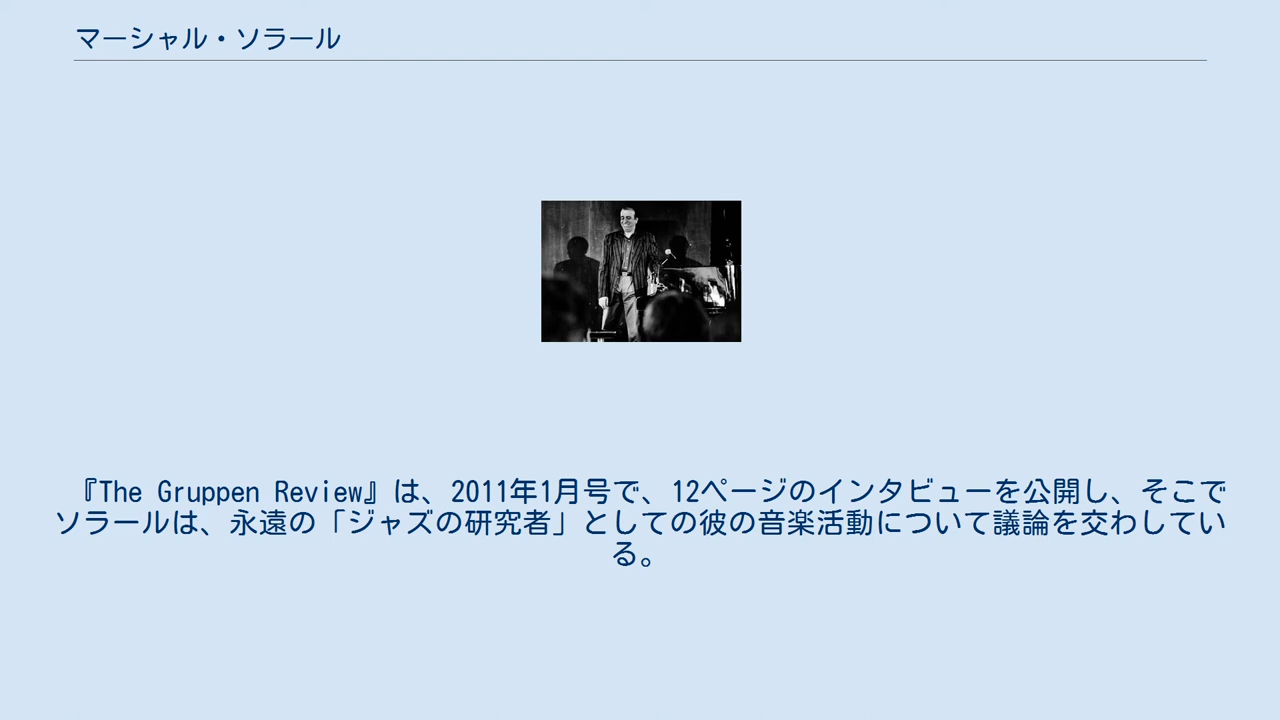 マーシャル・ソラール
『The Gruppen Review』は、2011年1月号で、12ページのインタビューを公開し、そこで
ソラールは、永遠の「ジャズの研究者」としての彼の音楽活動について議論を交わしてい
る。